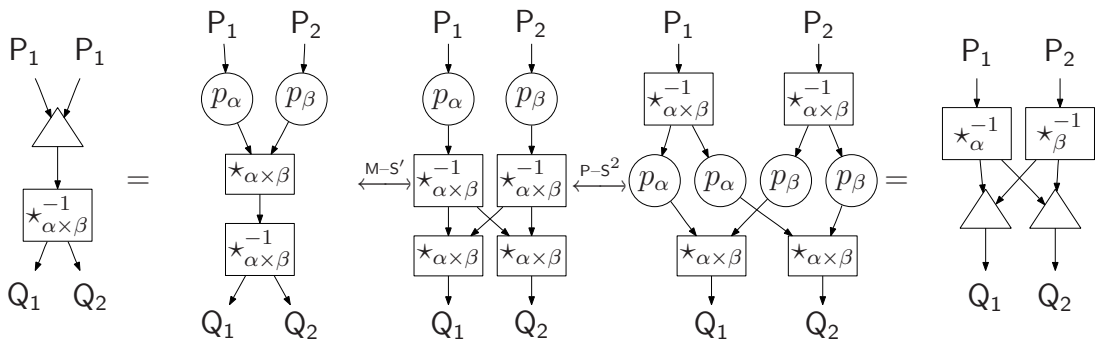 P₁ P₁
⋆⁻¹α×β
Q₁ Q₂
=
P₁ P₂
pα pβ
⋆α×β
⋆⁻¹α×β
Q₁ Q₂
M–S′
P₁ P₂
pα pβ
⋆⁻¹α×β ⋆⁻¹α×β
⋆α×β ⋆α×β
Q₁ Q₂
P–S²
P₁ P₂
⋆⁻¹α×β ⋆⁻¹α×β
pα pα pβ pβ
⋆α×β ⋆α×β
Q₁ Q₂
=
P₁ P₂
⋆⁻¹α ⋆⁻¹β
Q₁ Q₂